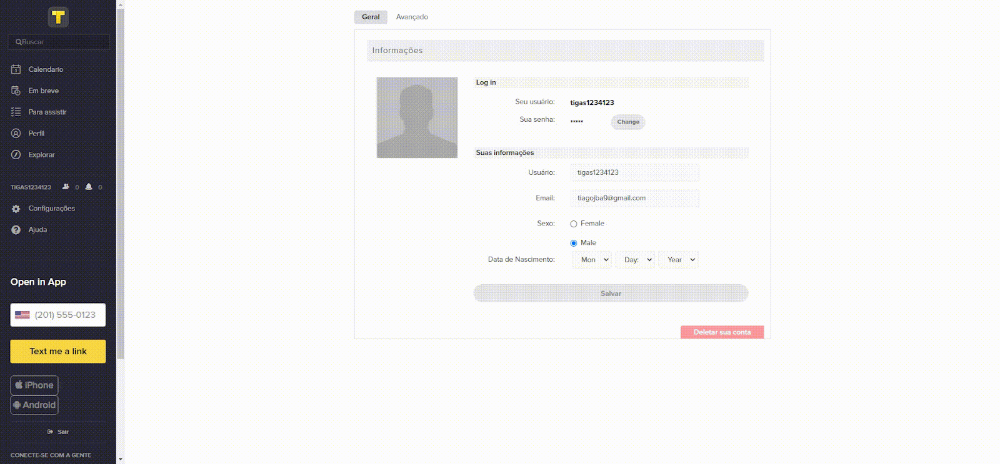 T
Buscar
1
Calendario
Em breve
Para assistir
Perfil
Explorar
TIGAS1234123 0 0
Configurações
? Ajuda
Open in App
(201) 555-0123
Text me a link
iPhone
Android
Sair
CONECTE-SE COM A GENTE
Geral Avançado
Informações
Log in
Seu usuário: tigas1234123
Sua senha: ***** Change
Suas informações
Usuário: tigas1234123
Email: tiagojba9@gmail.com
Sexo: Female
Male
Data de Nascimento: Mon Day: Year
Salvar
Deletar sua conta